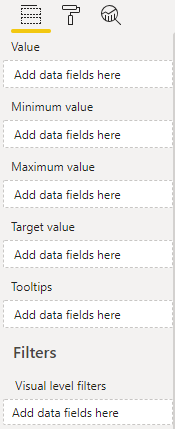 Value
Add data fields here
Minimum value
Add data fields here
Maximum value
Add data fields here
Target value
Add data fields here
Tooltips
Add data fields here
Filters
Visual level filters
Add data fields here